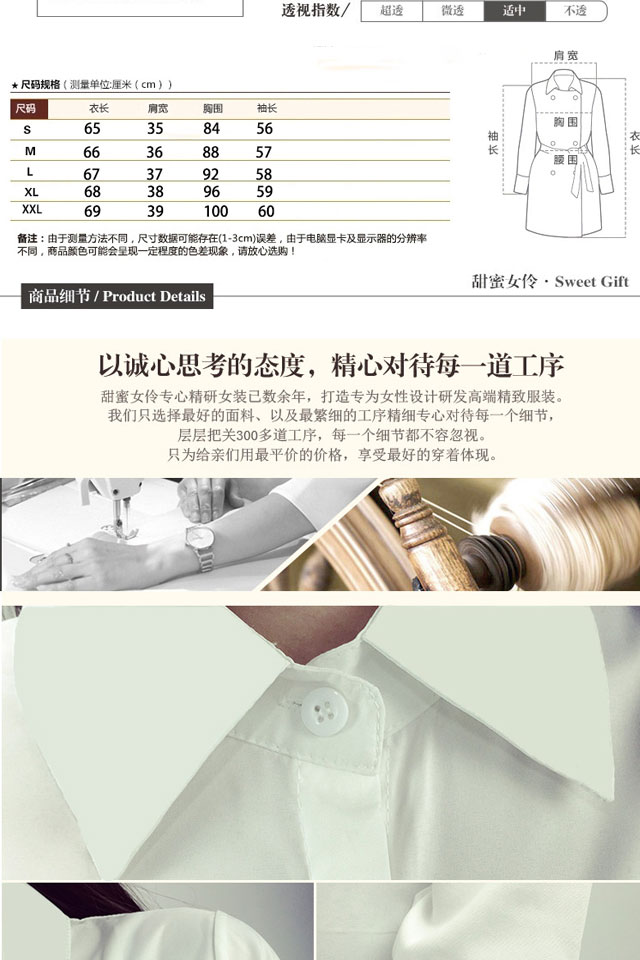 透视指数/ 超透 微透 适中 不透
★ 尺码规格（测量单位:厘米（cm））
尺码 衣长 肩宽 胸围 袖长
S 65 35 84 56
M 66 36 88 57
L 67 37 92 58
XL 68 38 96 59
XXL 69 39 100 60
肩宽
胸围
腰围
袖长
衣长
备注：由于测量方法不同，尺寸数据可能存在(1-3cm)误差，由于电脑显卡及显示器的分辨率
不同，商品颜色可能会呈现一定程度的色差现象，请放心选购！
甜蜜女伶 · Sweet Gift
商品细节 / Product Details
以诚心思考的态度，精心对待每一道工序
甜蜜女伶专心精研女装己数余年，打造专为女性设计研发高端精致服装。
我们只选择最好的面料、以及最繁细的工序精细专心对待每一个细节，
层层把关300多道工序，每一个细节都不容忽视。
只为给亲们用最平价的价格，享受最好的穿着体现。